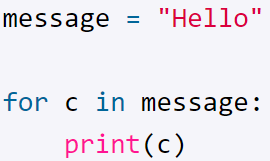 message = "Hello"
for c in message:
    print(c)